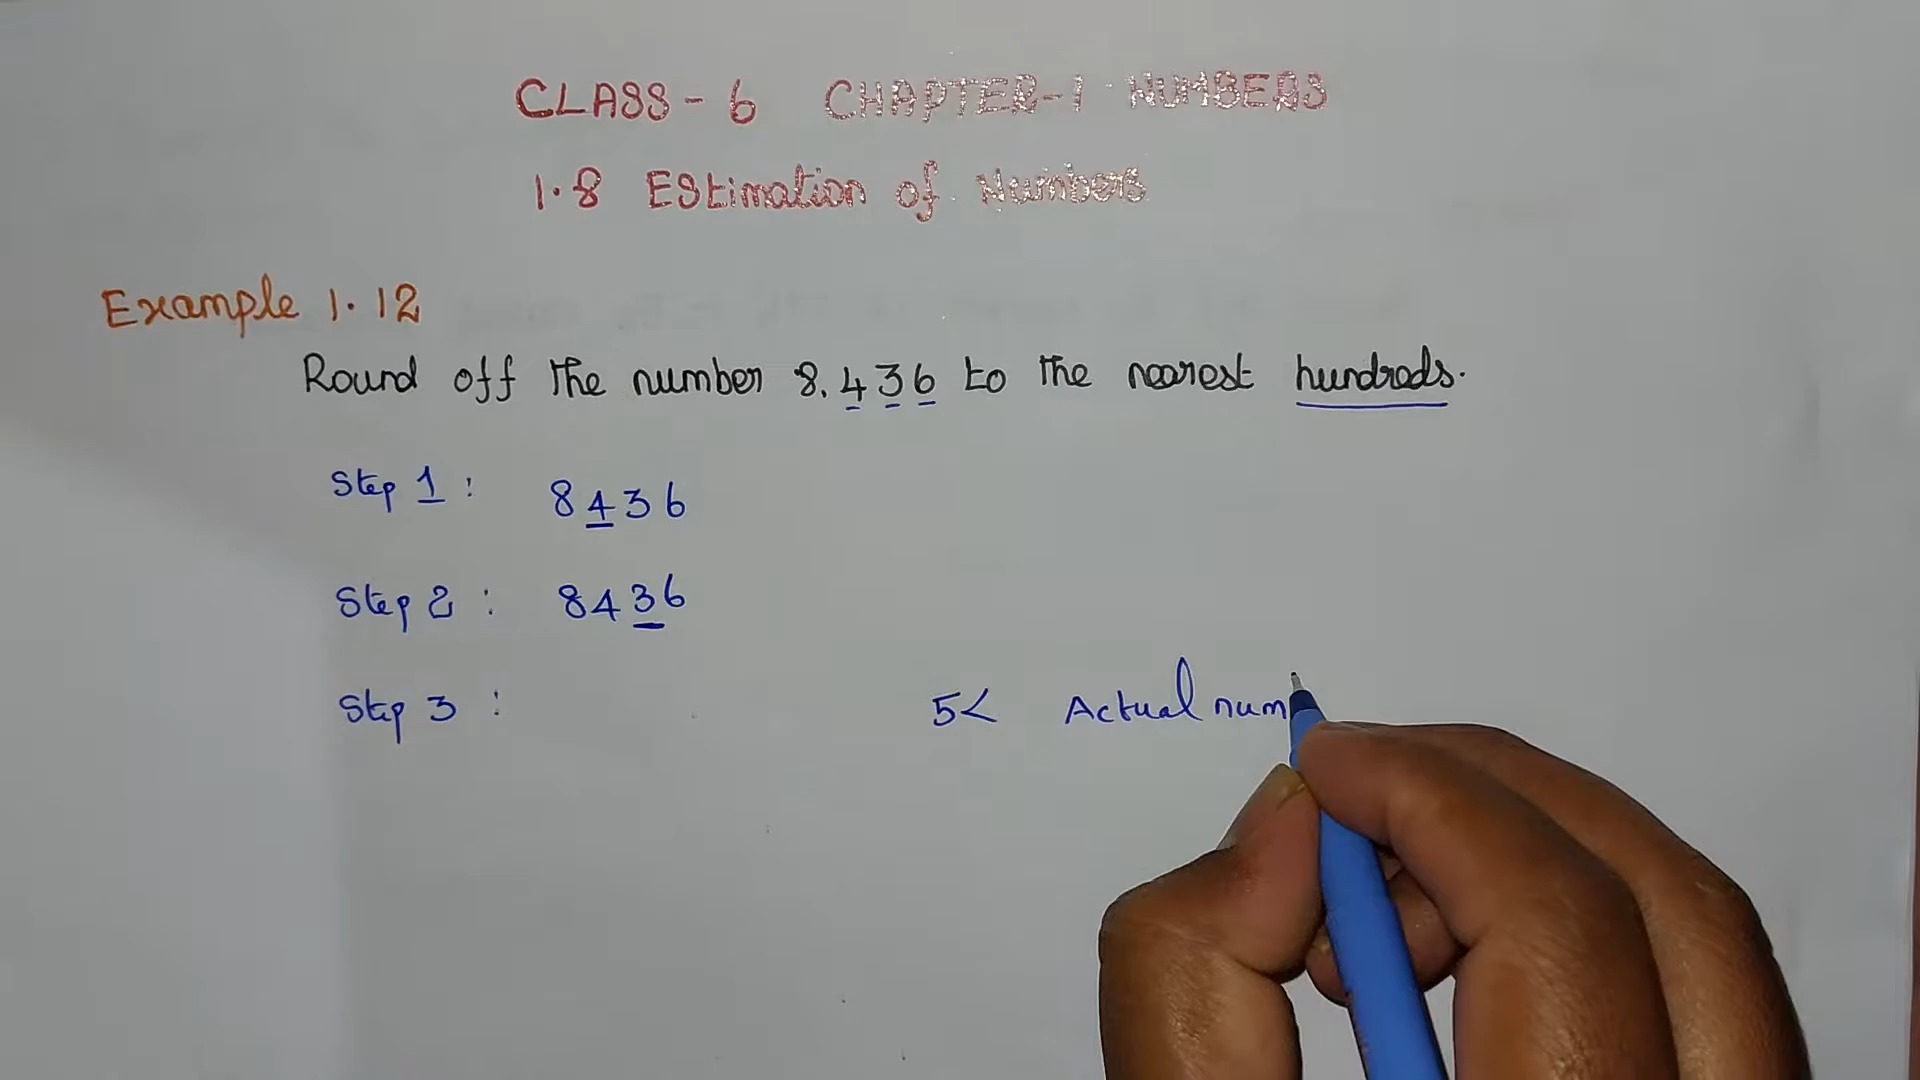 CLASS - 6 CHAPTER-1 NUMBERS
1.8 EStimation of Numbers
Example 1.12
Round off the number 8,436 to the nearest hundreds.
Step 1 : 8436
Step 2 : 8436
Step 3 : 5< Actual num